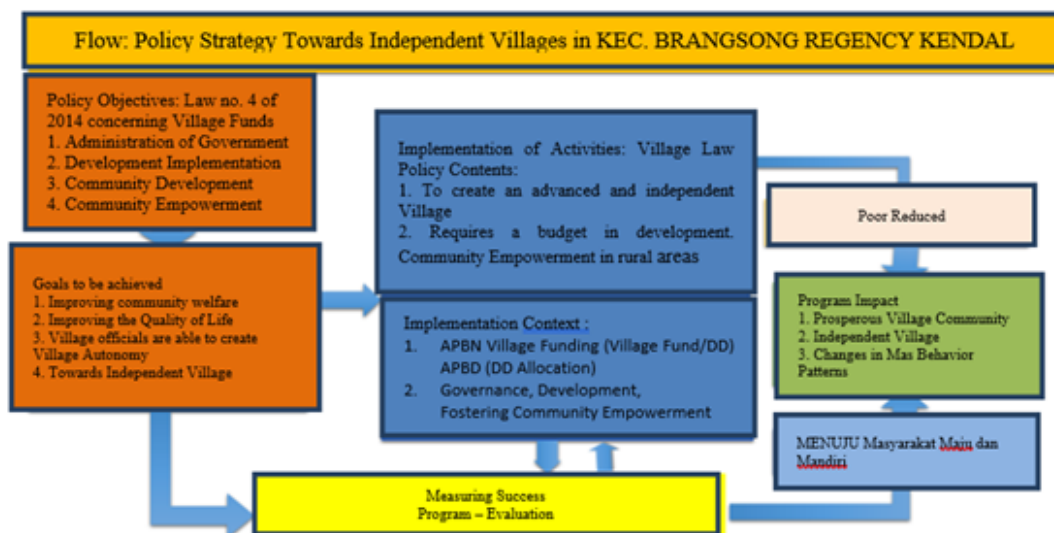 Flow: Policy Strategy Towards Independent Villages in KEC. BRANGSONG REGENCY KENDAL
Policy Objectives: Law no. 4 of
2014 concerning Village Funds
1. Administration of Government
2. Development Implementation
3. Community Development
4. Community Empowerment
Goals to be achieved
1. Improving community welfare
2. Improving the Quality of Life
3. Village officials are able to create
Village Autonomy
4. Towards Independent Village
Implementation of Activities: Village Law
Policy Contents:
1. To create an advanced and independent
Village
2. Requires a budget in development.
Community Empowerment in rural areas
Implementation Context :
1. APBN Village Funding (Village Fund/DD)
APBD (DD Allocation)
2. Governance, Development,
Fostering Community Empowerment
Poor Reduced
Program Impact
1. Prosperous Village Community
2. Independent Village
3. Changes in Mas Behavior
Patterns
MENUJU Masyarakat Maju dan
Mandiri
Measuring Success
Program – Evaluation